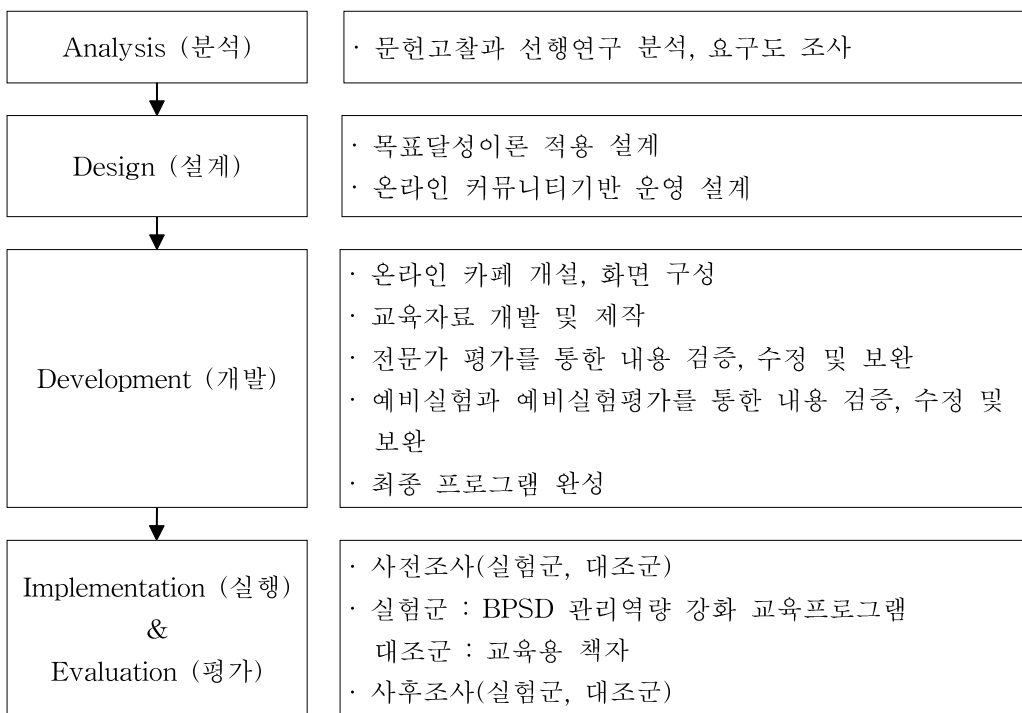 Analysis (분석)
· 문헌고찰과 선행연구 분석, 요구도 조사
Design (설계)
· 목표달성이론 적용 설계
· 온라인 커뮤니티기반 운영 설계
Development (개발)
· 온라인 카페 개설, 화면 구성
· 교육자료 개발 및 제작
· 전문가 평가를 통한 내용 검증, 수정 및 보완
· 예비실험과 예비실험평가를 통한 내용 검증, 수정 및
보완
· 최종 프로그램 완성
Implementation (실행)
&
Evaluation (평가)
· 사전조사(실험군, 대조군)
· 실험군 : BPSD 관리역량 강화 교육프로그램
대조군 : 교육용 책자
· 사후조사(실험군, 대조군)